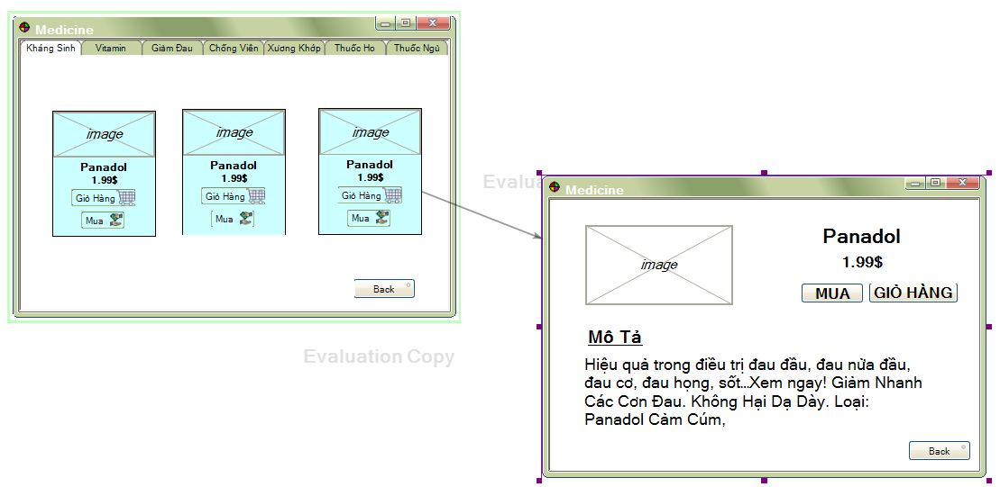 Medicine
Kháng Sinh Vitamin Giảm Đau Chống Viên Xương Khớp Thuốc Ho Thuốc Ngủ
image image image
Panadol Panadol Panadol
1.99$ 1.99$ 1.99$
Giỏ Hàng Giỏ Hàng Giỏ Hàng
Mua Mua Mua
Back
Evaluation Copy
Medicine
image
Panadol
1.99$
MUA GIỎ HÀNG
Mô Tả
Hiệu quả trong điều trị đau đầu, đau nửa đầu,
đau cơ, đau họng, sốt...Xem ngay! Giảm Nhanh
Các Cơn Đau. Không Hại Dạ Dày. Loại:
Panadol Cảm Cúm,
Back